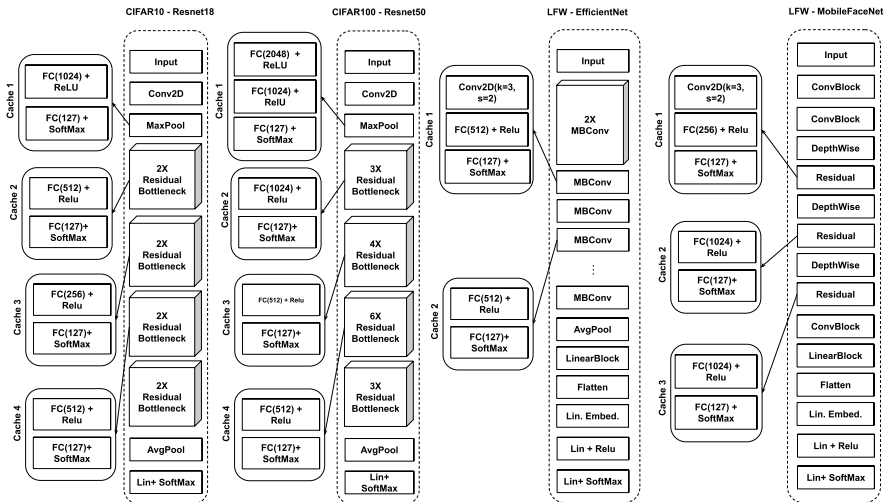 CIFAR10 - Resnet18
Cache 1
FC(1024) +
ReLU
FC(127) +
SoftMax
Cache 2
FC(512) +
Relu
FC(127)+
SoftMax
Cache 3
FC(256) +
Relu
FC(127)+
SoftMax
Cache 4
FC(512) +
Relu
FC(127)+
SoftMax
Input
Conv2D
MaxPool
2X
Residual
Bottleneck
2X
Residual
Bottleneck
2X
Residual
Bottleneck
2X
Residual
Bottleneck
AvgPool
Lin+ SoftMax
CIFAR100 - Resnet50
Cache 1
FC(2048) +
ReLU
FC(1024) +
RelU
FC(127) +
SoftMax
Cache 2
FC(1024) +
Relu
FC(127)+
SoftMax
Cache 3
FC(512) + Relu
FC(127)+
SoftMax
Cache 4
FC(512) +
Relu
FC(127)+
SoftMax
Input
Conv2D
MaxPool
3X
Residual
Bottleneck
4X
Residual
Bottleneck
6X
Residual
Bottleneck
3X
Residual
Bottleneck
AvgPool
Lin+
SoftMax
LFW - EfficientNet
Cache 1
Conv2D(k=3,
s=2)
FC(512) + Relu
FC(127) +
SoftMax
Cache 2
FC(512) +
Relu
FC(127)+
SoftMax
Input
2X
MBConv
MBConv
MBConv
MBConv
⋮
MBConv
AvgPool
LinearBlock
Flatten
Lin. Embed.
Lin + Relu
Lin+ SoftMax
LFW - MobileFaceNet
Cache 1
Conv2D(k=3,
s=2)
FC(256) + Relu
FC(127) +
SoftMax
Cache 2
FC(1024) +
Relu
FC(127)+
SoftMax
Cache 3
FC(1024) +
Relu
FC(127) +
SoftMax
Input
ConvBlock
ConvBlock
DepthWise
Residual
DepthWise
Residual
DepthWise
Residual
ConvBlock
LinearBlock
Flatten
Lin. Embed.
Lin + Relu
Lin+ SoftMax